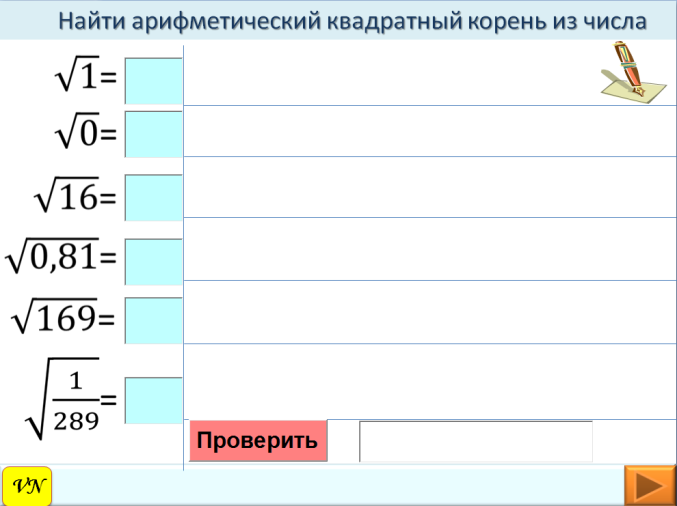 Найти арифметический квадратный корень из числа
√1=
√0=
√16=
√0,81=
√169=
√(1/289)=
Проверить
VN